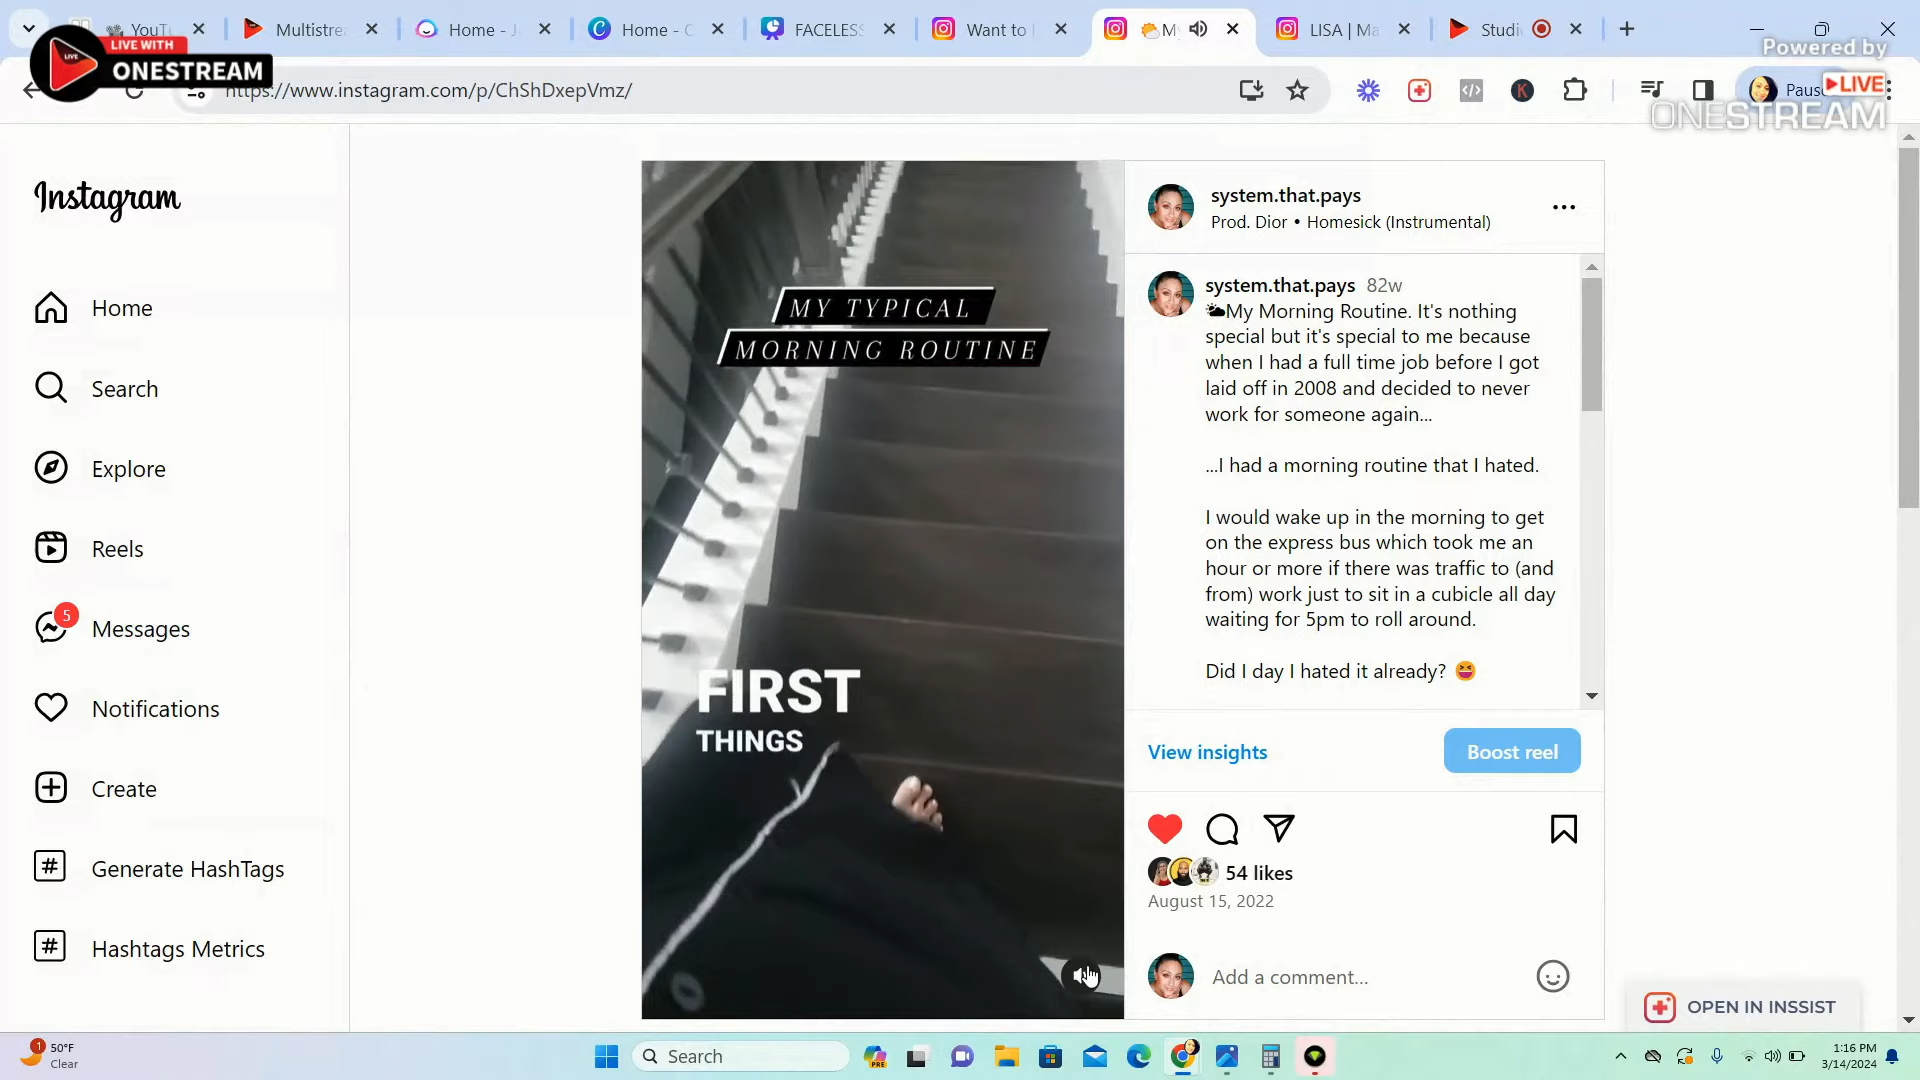 YouT
Multistre
Home - J
Home - C
FACELESS
Want to
My
LISA | Ma
Studi
LIVE WITH
ONESTREAM
LIVE
https://www.instagram.com/p/ChShDxepVmz/
Paus
Powered by
LIVE
ONESTREAM
Instagram
Home
Search
Explore
Reels
5
Messages
Notifications
Create
Generate HashTags
Hashtags Metrics
MY TYPICAL
MORNING ROUTINE
FIRST
THINGS
system.that.pays
Prod. Dior • Homesick (Instrumental)
system.that.pays 82w
🌥My Morning Routine. It's nothing
special but it's special to me because
when I had a full time job before I got
laid off in 2008 and decided to never
work for someone again...
...I had a morning routine that I hated.
I would wake up in the morning to get
on the express bus which took me an
hour or more if there was traffic to (and
from) work just to sit in a cubicle all day
waiting for 5pm to roll around.
Did I day I hated it already? 😆
View insights
Boost reel
54 likes
August 15, 2022
Add a comment...
OPEN IN INSSIST
1
50°F
Clear
Search
PRE
1:16 PM
3/14/2024